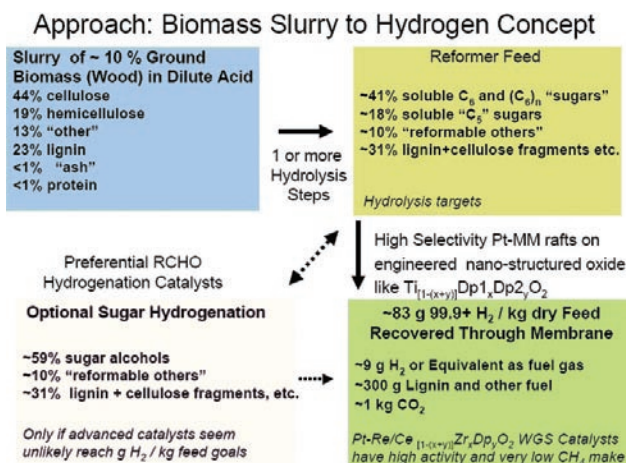 Approach: Biomass Slurry to Hydrogen Concept
Slurry of ~ 10 % Ground
Biomass (Wood) in Dilute Acid
44% cellulose
19% hemicellulose
13% “other”
23% lignin
<1% “ash”
<1% protein
1 or more
Hydrolysis
Steps
Reformer Feed
~41% soluble C6 and (C6)n “sugars”
~18% soluble “C5” sugars
~10% “reformable others”
~31% lignin+cellulose fragments etc.
Hydrolysis targets
High Selectivity Pt-MM rafts on
engineered nano-structured oxide
like Ti[1-(x+y)]Dp1xDp2yO2
Preferential RCHO
Hydrogenation Catalysts
Optional Sugar Hydrogenation
~59% sugar alcohols
~10% “reformable others”
~31% lignin + cellulose fragments, etc.
Only if advanced catalysts seem
unlikely reach g H2 / kg feed goals
~83 g 99.9+ H2 / kg dry Feed
Recovered Through Membrane
~9 g H2 or Equivalent as fuel gas
~300 g Lignin and other fuel
~1 kg CO2
Pt-Re/Ce[1-(x+y)]ZrxDpyO2 WGS Catalysts
have high activity and very low CH4 make